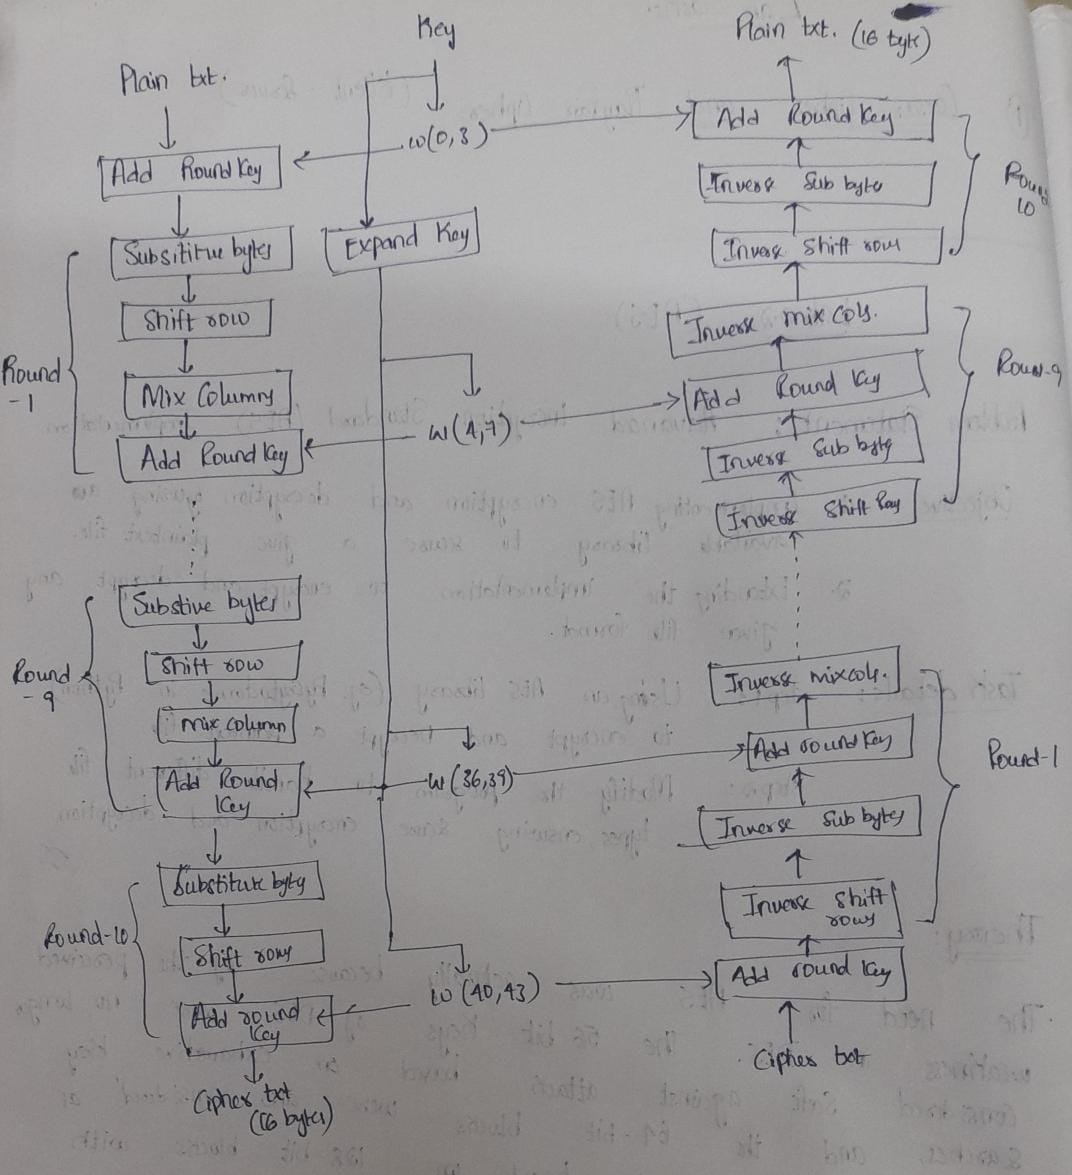 Key
Plain txt.
w(0,3)
Add Round Key
Expand Key
Round
-1
Subsititue bytes
Shift row
Mix Columns
Add Round Key
w(4,7)
Round
-9
Substive bytes
Shift row
mix column
Add Round
Key
w(36,39)
Round-10
Substitute byte
Shift rows
Add round
Key
w(40,43)
Cipher txt
(16 bytes)
Plain txt. (16 byte)
Add Round Key
Inverse Sub byte
Inverse Shift row
Round
10
Inverse mix cols.
Add Round Key
Inverse Sub byte
Inverse Shift
Round-9
Inverse mixcols.
Add round Key
Inverse Sub bytes
Inverse Shift
rows
Round-1
Add round Key
Cipher txt